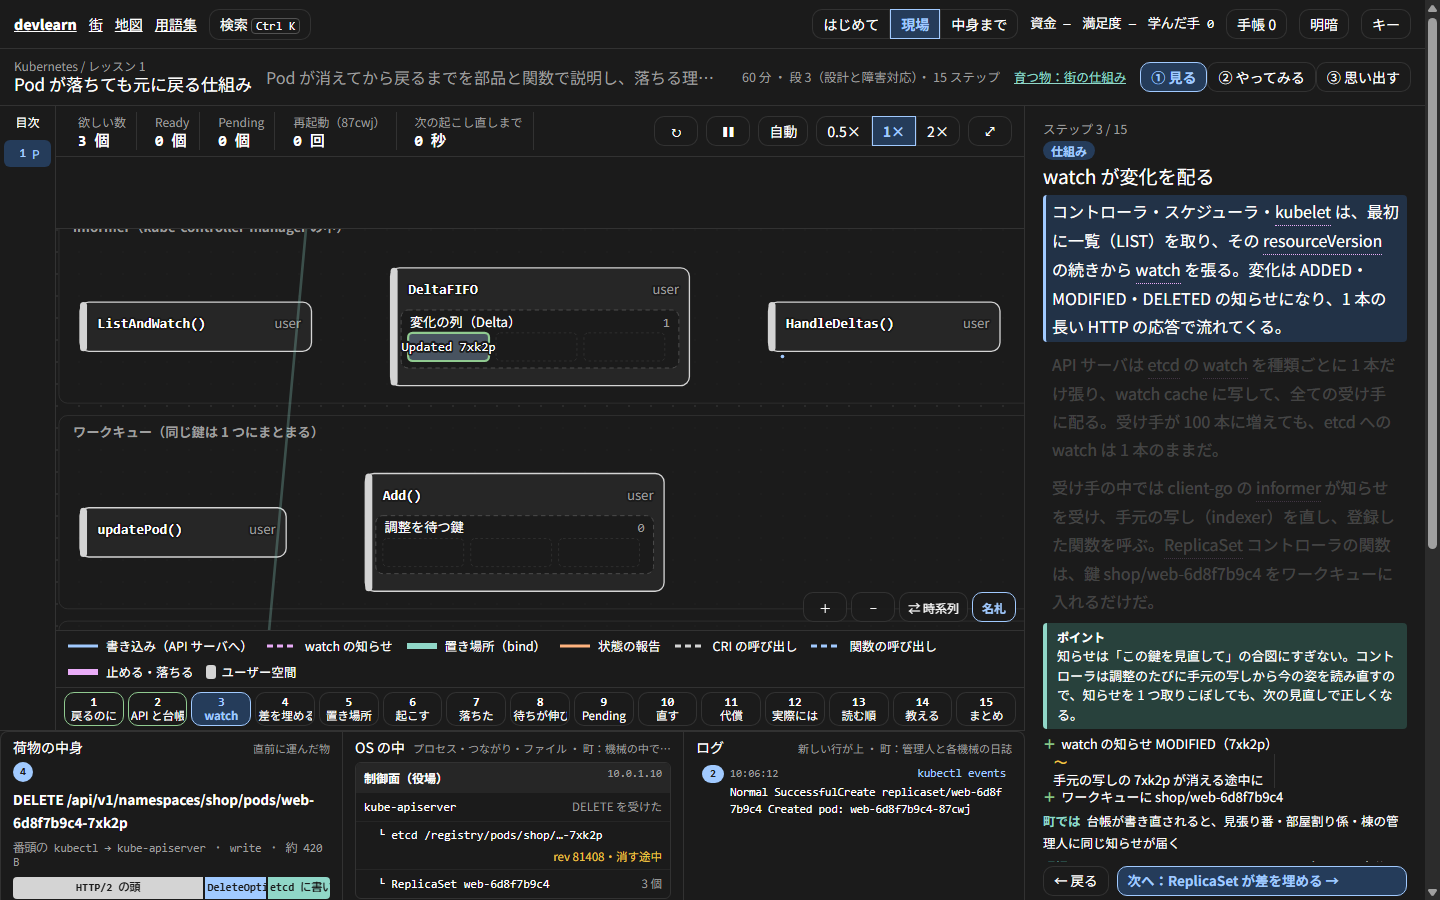 devlearn 街 地図 用語集 検索 Ctrl K はじめて 現場 中身まで 資金 — 満足度 — 学んだ手 0 手帳 0 明暗 キー
Kubernetes / レッスン 1
Pod が落ちても元に戻る仕組み Pod が消えてから戻るまでを部品と関数で説明し、落ちる理… 60 分・段 3（設計と障害対応）・15 ステップ 育つ物：街の仕組み ① 見る ② やってみる ③ 思い出す
目次
1 P
欲しい数 Ready Pending 再起動（87cwj） 次の起こし直しまで
3 個 0 個 0 個 0 回 0 秒
↻ 自動 0.5× 1× 2× ⤢
informer（kube-controller-manager の中）
ListAndWatch() user
DeltaFIFO user
変化の列（Delta） 1
Updated 7xk2p
HandleDeltas() user
ワークキュー（同じ鍵は 1 つにまとまる）
updatePod() user
Add() user
調整を待つ鍵 0
＋ − ⇄ 時系列 名札
書き込み（API サーバへ） watch の知らせ 置き場所（bind） 状態の報告 CRI の呼び出し 関数の呼び出し
止める・落ちる ユーザー空間
1 2 3 4 5 6 7 8 9 10 11 12 13 14 15
戻るのに API と台帳 watch 差を埋める 置き場所 起こす 落ちた 待ちが伸び Pending 直す 代償 実際には 読む順 教える まとめ
荷物の中身 直前に運んだ物
4
DELETE /api/v1/namespaces/shop/pods/web-
6d8f7b9c4-7xk2p
番頭の kubectl → kube-apiserver ・ write ・ 約 420
B
HTTP/2 の頭 DeleteOpti etcd に書い
OS の中 プロセス・つながり・ファイル ・ 町：機械の中で…
制御面（役場） 10.0.1.10
kube-apiserver DELETE を受けた
└ etcd /registry/pods/shop/…-7xk2p
rev 81408・消す途中
└ ReplicaSet web-6d8f7b9c4 3 個
ログ 新しい行が上 ・ 町：管理人と各機械の日誌
2 10:06:12 kubectl events
Normal SuccessfulCreate replicaset/web-6d8f
7b9c4 Created pod: web-6d8f7b9c4-87cwj
ステップ 3 / 15
仕組み
watch が変化を配る
コントローラ・スケジューラ・kubelet は、最初
に一覧（LIST）を取り、その resourceVersion
の続きから watch を張る。変化は ADDED・
MODIFIED・DELETED の知らせになり、1 本の
長い HTTP の応答で流れてくる。
API サーバは etcd の watch を種類ごとに 1 本だ
け張り、watch cache に写して、全ての受け手
に配る。受け手が 100 本に増えても、etcd への
watch は 1 本のままだ。
受け手の中では client-go の informer が知らせ
を受け、手元の写し（indexer）を直し、登録し
た関数を呼ぶ。ReplicaSet コントローラの関数
は、鍵 shop/web-6d8f7b9c4 をワークキューに
入れるだけだ。
ポイント
知らせは「この鍵を見直して」の合図にすぎない。コント
ローラは調整のたびに手元の写しから今の姿を読み直すの
で、知らせを 1 つ取りこぼしても、次の見直しで正しくな
る。
＋ watch の知らせ MODIFIED（7xk2p）
〜
手元の写しの 7xk2p が消える途中に
＋ ワークキューに shop/web-6d8f7b9c4
町では 台帳が書き直されると、見張り番・部屋割り係・棟の管
理人に同じ知らせが届く
← 戻る 次へ：ReplicaSet が差を埋める →